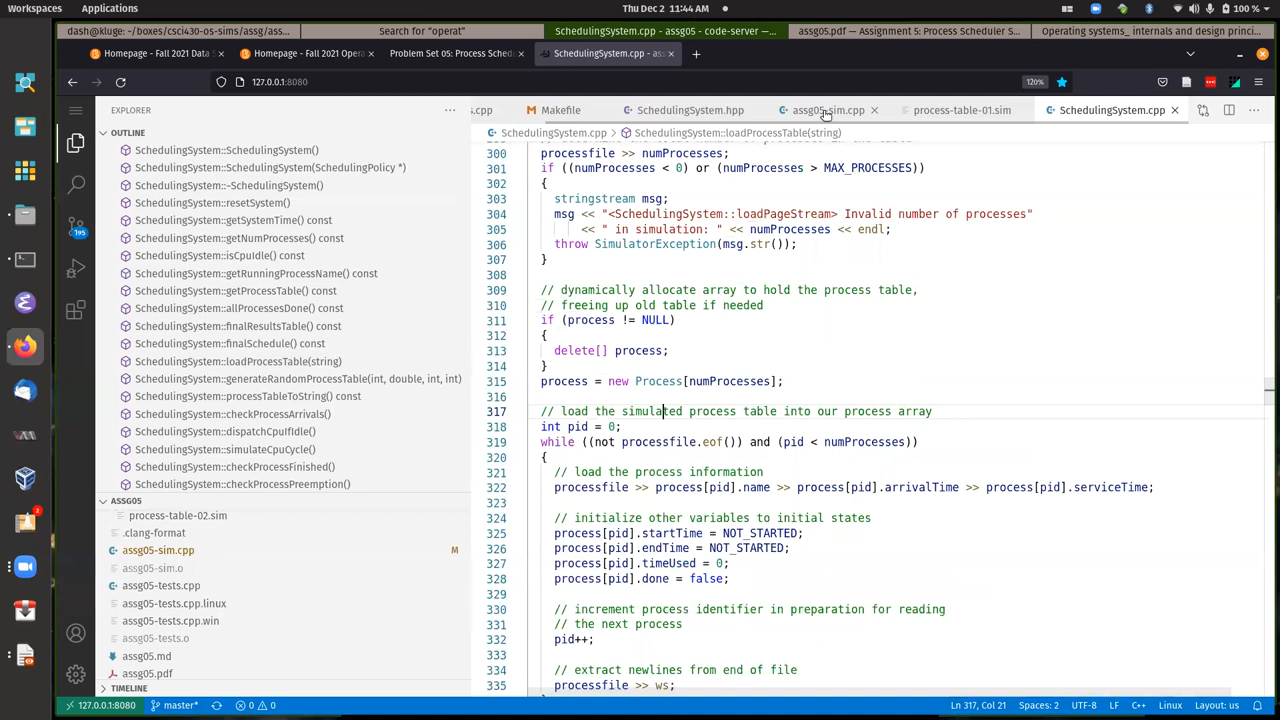 Workspaces Applications Thu Dec 2 11:44 AM 100 %
dash@kluge: ~/boxes/csci430-os-sims/assg/ass... Search for "operat" SchedulingSystem.cpp - assg05 - code-server —... assg05.pdf — Assignment 5: Process Scheduler S... Operating systems_ internals and design princi...
Homepage - Fall 2021 Data S Homepage - Fall 2021 Opera Problem Set 05: Process Sched SchedulingSystem.cpp - ass
127.0.0.1:8080 120%
EXPLORER s.cpp Makefile SchedulingSystem.hpp assg05-sim.cpp process-table-01.sim SchedulingSystem.cpp
SchedulingSystem.cpp > SchedulingSystem::loadProcessTable(string)
OUTLINE
SchedulingSystem::SchedulingSystem()
SchedulingSystem::SchedulingSystem(SchedulingPolicy *)
SchedulingSystem::~SchedulingSystem()
SchedulingSystem::resetSystem()
SchedulingSystem::getSystemTime() const
SchedulingSystem::getNumProcesses() const
SchedulingSystem::isCpuIdle() const
SchedulingSystem::getRunningProcessName() const
SchedulingSystem::getProcessTable() const
SchedulingSystem::allProcessesDone() const
SchedulingSystem::finalResultsTable() const
SchedulingSystem::finalSchedule() const
SchedulingSystem::loadProcessTable(string)
SchedulingSystem::generateRandomProcessTable(int, double, int, int)
SchedulingSystem::processTableToString() const
SchedulingSystem::checkProcessArrivals()
SchedulingSystem::dispatchCpuIfIdle()
SchedulingSystem::simulateCpuCycle()
SchedulingSystem::checkProcessFinished()
SchedulingSystem::checkProcessPreemption()
ASSG05
process-table-02.sim
.clang-format
assg05-sim.cpp M
assg05-sim.o
assg05-tests.cpp
assg05-tests.cpp.linux
assg05-tests.cpp.win
assg05-tests.o
assg05.md
assg05.pdf
TIMELINE
195
2
300 processfile >> numProcesses;
301 if ((numProcesses < 0) or (numProcesses > MAX_PROCESSES))
302 {
303 stringstream msg;
304 msg << "<SchedulingSystem::loadPageStream> Invalid number of processes"
305 << " in simulation: " << numProcesses << endl;
306 throw SimulatorException(msg.str());
307 }
308
309 // dynamically allocate array to hold the process table,
310 // freeing up old table if needed
311 if (process != NULL)
312 {
313 delete[] process;
314 }
315 process = new Process[numProcesses];
316
317 // load the simulated process table into our process array
318 int pid = 0;
319 while ((not processfile.eof()) and (pid < numProcesses))
320 {
321 // load the process information
322 processfile >> process[pid].name >> process[pid].arrivalTime >> process[pid].serviceTime;
323
324 // initialize other variables to initial states
325 process[pid].startTime = NOT_STARTED;
326 process[pid].endTime = NOT_STARTED;
327 process[pid].timeUsed = 0;
328 process[pid].done = false;
329
330 // increment process identifier in preparation for reading
331 // the next process
332 pid++;
333
334 // extract newlines from end of file
335 processfile >> ws;
127.0.0.1:8080 master* 0 0 Ln 317, Col 21 Spaces: 2 UTF-8 LF C++ Linux Layout: us